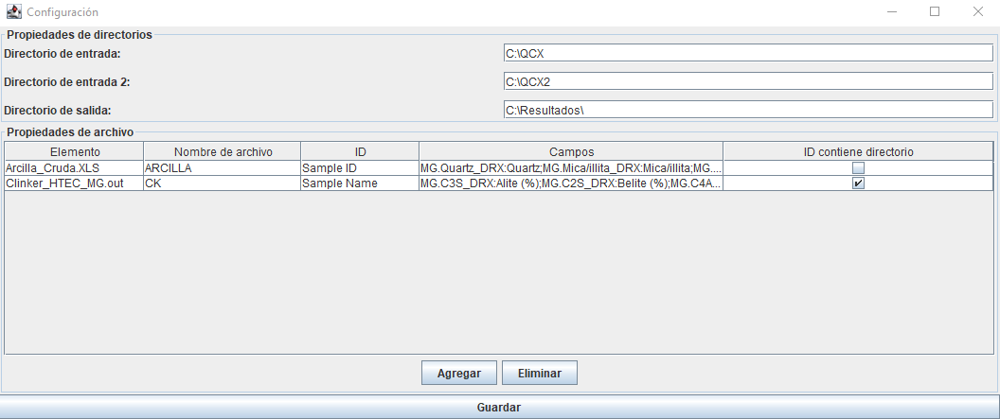 Configuración
Propiedades de directorios
Directorio de entrada: C:\QCX
Directorio de entrada 2: C:\QCX2
Directorio de salida: C:\Resultados\
Propiedades de archivo
Elemento Nombre de archivo ID Campos ID contiene directorio
Arcilla_Cruda.XLS ARCILLA Sample ID MG.Quartz_DRX:Quartz;MG.Mica/illita_DRX:Mica/illita;MG....
Clinker_HTEC_MG.out CK Sample Name MG.C3S_DRX:Alite (%);MG.C2S_DRX:Belite (%);MG.C4A...
Agregar Eliminar
Guardar